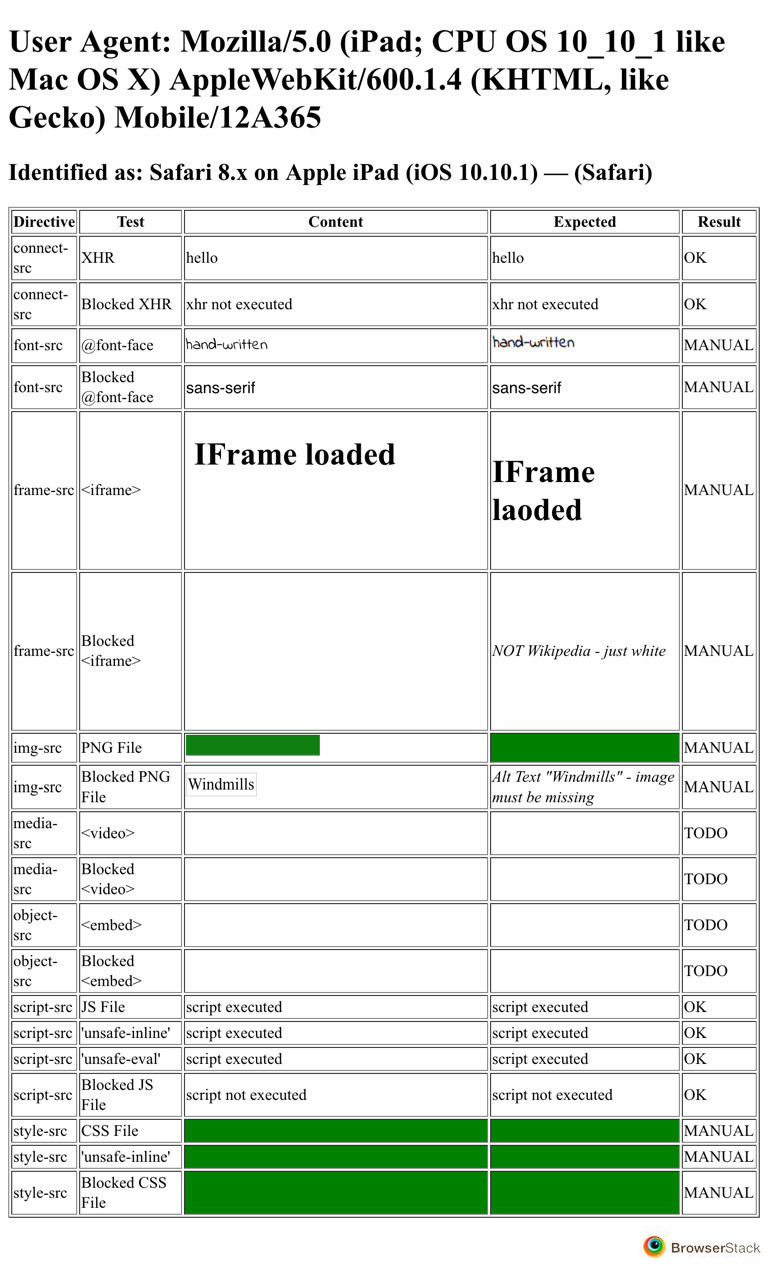 User Agent: Mozilla/5.0 (iPad; CPU OS 10_10_1 like
Mac OS X) AppleWebKit/600.1.4 (KHTML, like
Gecko) Mobile/12A365
Identified as: Safari 8.x on Apple iPad (iOS 10.10.1) — (Safari)
Directive Test Content Expected Result
connect-src XHR hello hello OK
connect-src Blocked XHR xhr not executed xhr not executed OK
font-src @font-face hand-written hand-written MANUAL
font-src Blocked @font-face sans-serif sans-serif MANUAL
frame-src <iframe> IFrame loaded IFrame laoded MANUAL
frame-src Blocked <iframe> NOT Wikipedia - just white MANUAL
img-src PNG File MANUAL
img-src Blocked PNG File Windmills Alt Text "Windmills" - image must be missing MANUAL
media-src <video> TODO
media-src Blocked <video> TODO
object-src <embed> TODO
object-src Blocked <embed> TODO
script-src JS File script executed script executed OK
script-src 'unsafe-inline' script executed script executed OK
script-src 'unsafe-eval' script executed script executed OK
script-src Blocked JS File script not executed script not executed OK
style-src CSS File MANUAL
style-src 'unsafe-inline' MANUAL
style-src Blocked CSS File MANUAL
BrowserStack